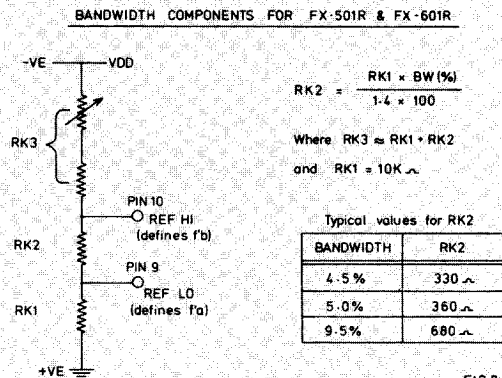 BANDWIDTH COMPONENTS FOR FX-501R & FX-601R
-VE
VDD
RK3
PIN 10
REF HI
(defines f'b)
RK2
PIN 9
REF LO
(defines f'a)
RK1
+VE
RK2 = RK1 × BW(%)
1·4 × 100
Where RK3 ≈ RK1 + RK2
and RK1 = 10K Ω
Typical values for RK2
BANDWIDTH RK2
4·5% 330 Ω
5·0% 360 Ω
9·5% 680 Ω